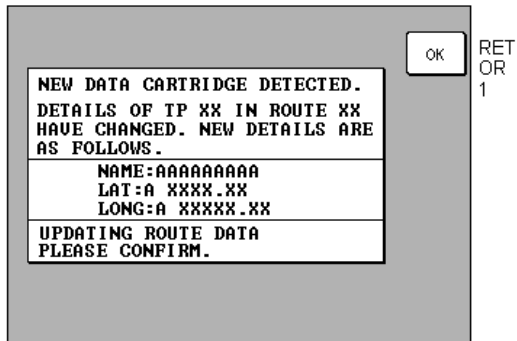 OK
RET
OR
1
NEW DATA CARTRIDGE DETECTED.
DETAILS OF TP XX IN ROUTE XX
HAVE CHANGED. NEW DETAILS ARE
AS FOLLOWS.
NAME:AAAAAAAAA
LAT:A XXXX.XX
LONG:A XXXXX.XX
UPDATING ROUTE DATA
PLEASE CONFIRM.